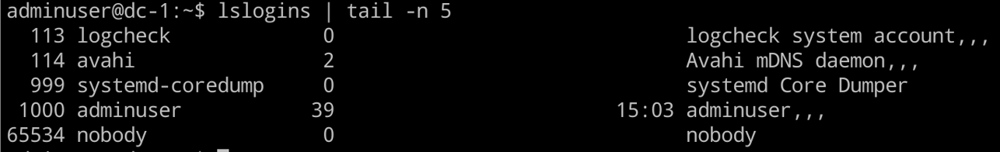 adminuser@dc-1:~$ lslogins | tail -n 5
113 logcheck 0 logcheck system account,,,
114 avahi 2 Avahi mDNS daemon,,,
999 systemd-coredump 0 systemd Core Dumper
1000 adminuser 39 15:03 adminuser,,,
65534 nobody 0 nobody